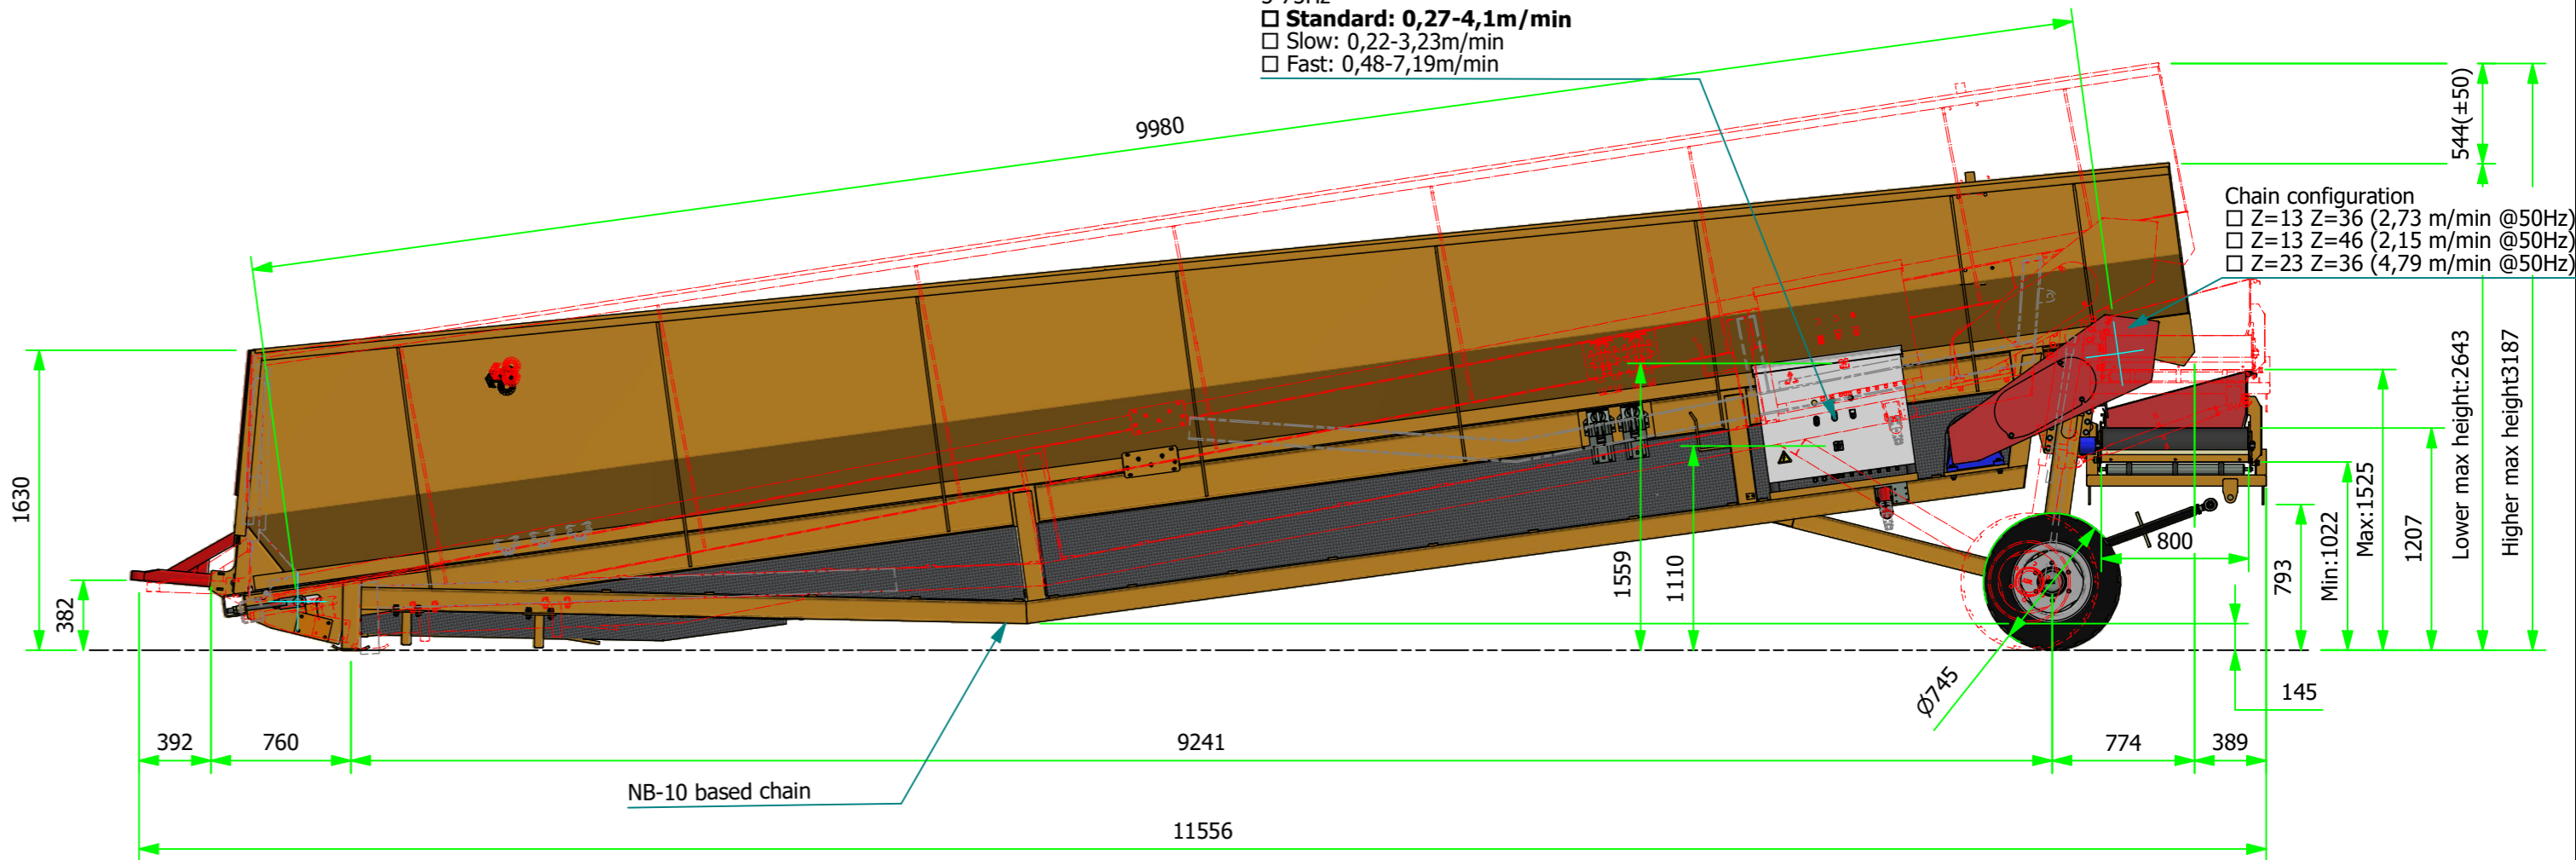 5-75Hz
☐ Standard: 0,27-4,1m/min
☐ Slow: 0,22-3,23m/min
☐ Fast: 0,48-7,19m/min
9980
544(±50)
Chain configuration
☐ Z=13 Z=36 (2,73 m/min @50Hz)
☐ Z=13 Z=46 (2,15 m/min @50Hz)
☐ Z=23 Z=36 (4,79 m/min @50Hz)
1630
382
1559
1110
800
793
Min:1022
Max:1525
1207
Lower max height:2643
Higher max height3187
Ø745
145
392
760
9241
774
389
NB-10 based chain
11556